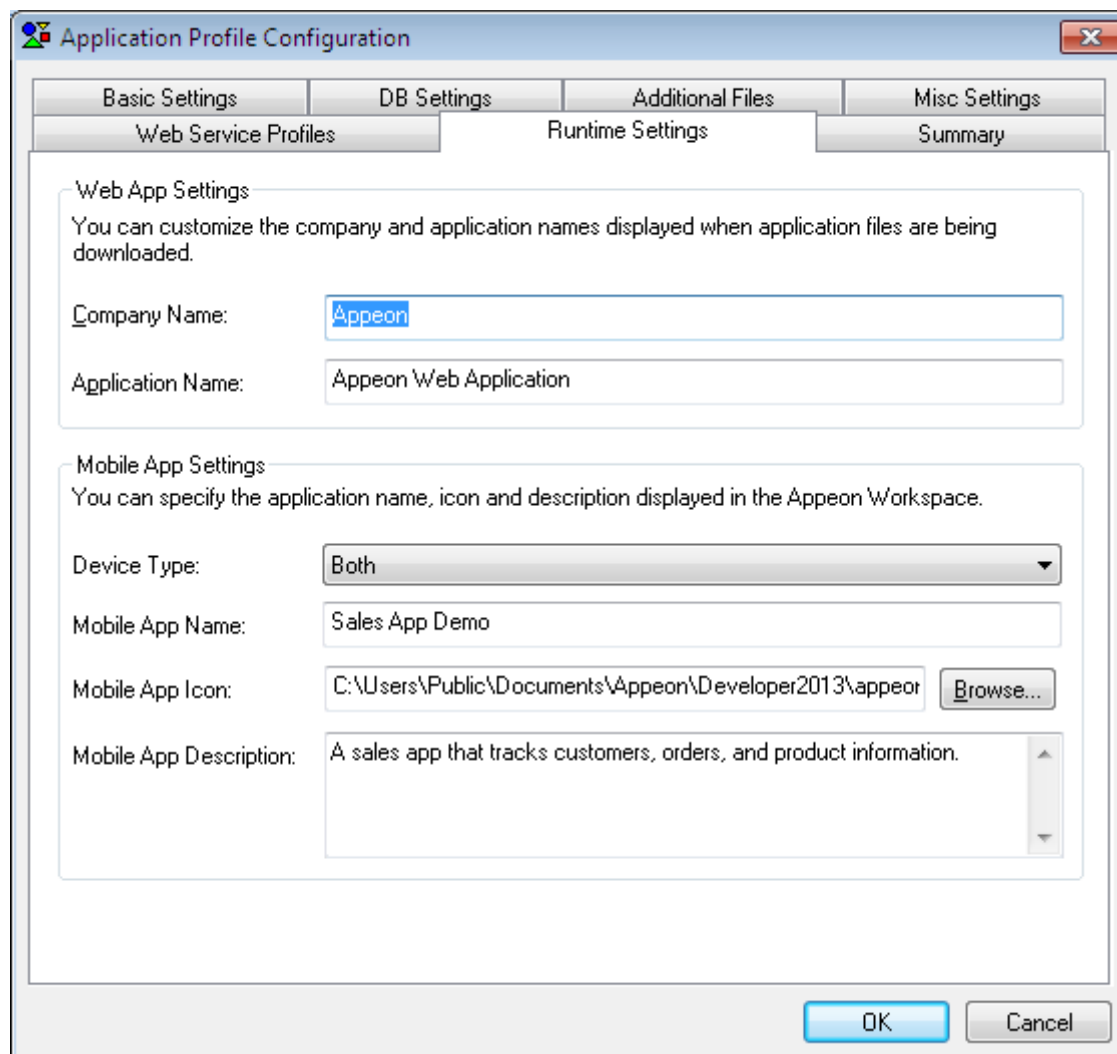 Application Profile Configuration
Basic Settings
DB Settings
Additional Files
Misc Settings
Web Service Profiles
Runtime Settings
Summary
Web App Settings
You can customize the company and application names displayed when application files are being
downloaded.
Company Name:
Appeon
Application Name:
Appeon Web Application
Mobile App Settings
You can specify the application name, icon and description displayed in the Appeon Workspace.
Device Type:
Both
Mobile App Name:
Sales App Demo
Mobile App Icon:
C:\Users\Public\Documents\Appeon\Developer2013\appeor
Browse...
Mobile App Description:
A sales app that tracks customers, orders, and product information.
OK
Cancel